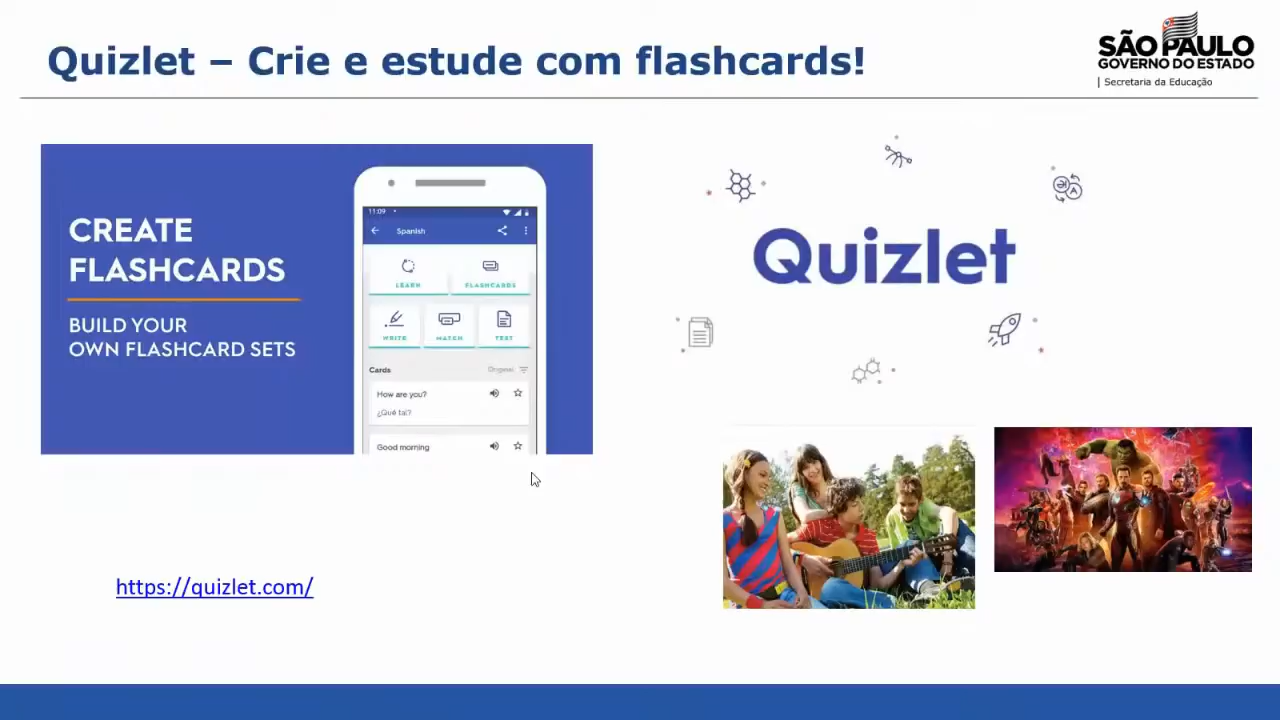 Quizlet – Crie e estude com flashcards!
SÃO PAULO
GOVERNO DO ESTADO
| Secretaria da Educação
CREATE
FLASHCARDS
BUILD YOUR
OWN FLASHCARD SETS
11:09
Spanish
LEARN
FLASHCARDS
WRITE
MATCH
TEST
Cards
Original
How are you?
¿Qué tal?
Good morning
Quizlet
https://quizlet.com/